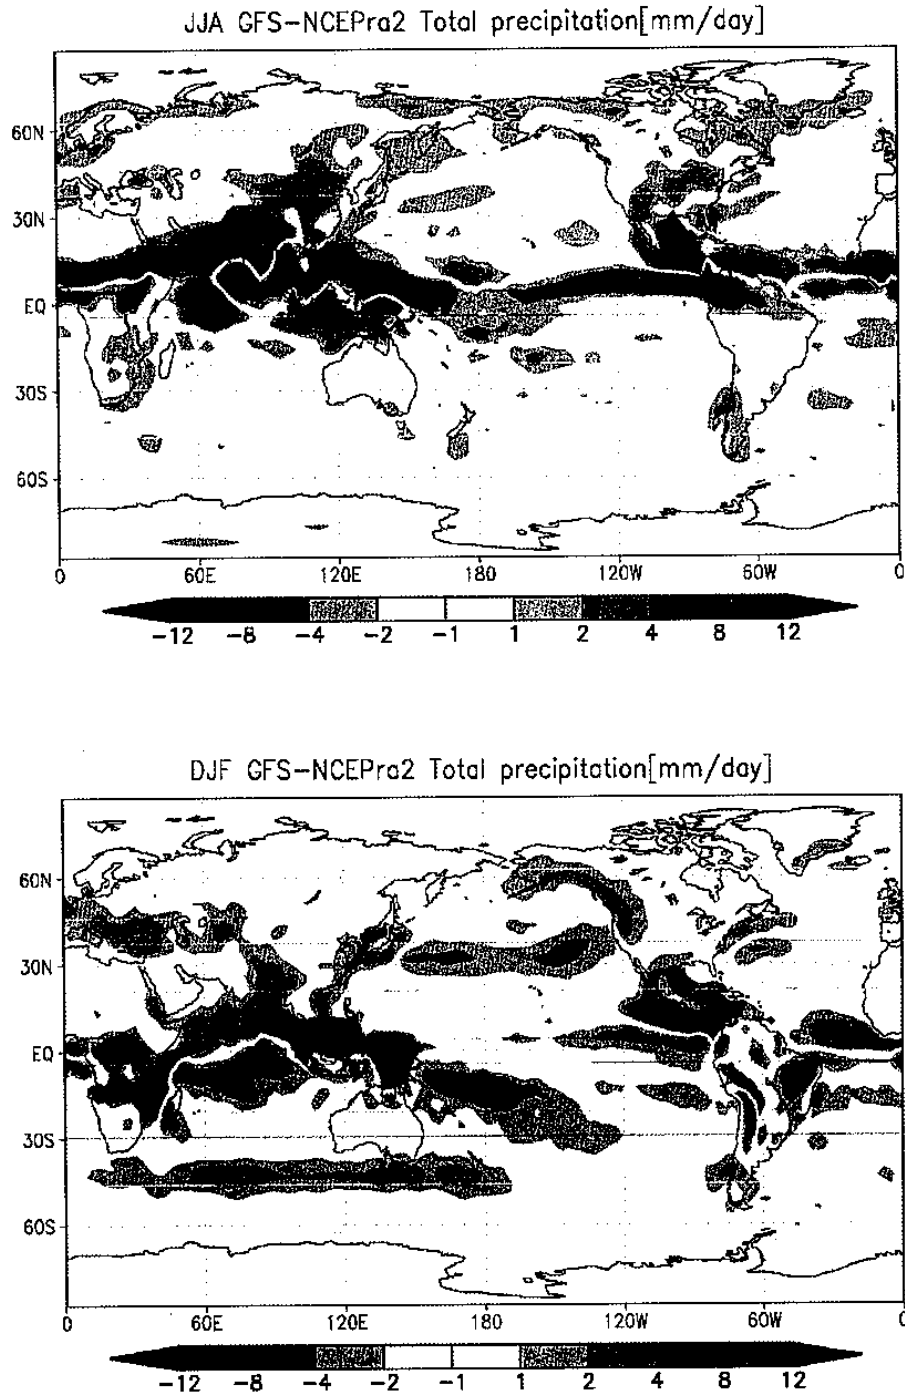 JJA GFS-NCEPra2 Total precipitation[mm/day]
60N
30N
EQ
30S
60S
0 60E 120E 180 120W 60W 0
-12 -8 -4 -2 -1 1 2 4 8 12
DJF GFS-NCEPra2 Total precipitation[mm/day]
60N
30N
EQ
30S
60S
0 60E 120E 180 120W 60W 0
-12 -8 -4 -2 -1 1 2 4 8 12